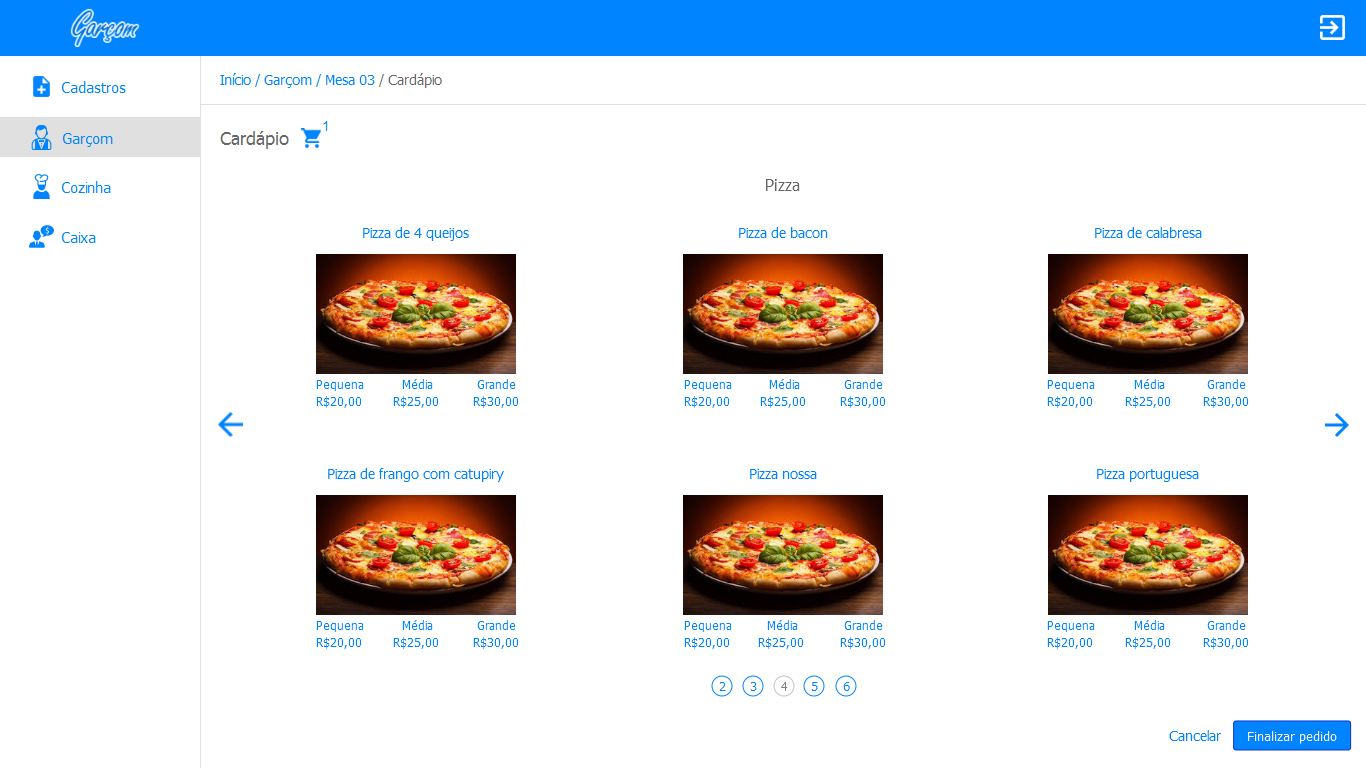 Garçom
Cadastros
Garçom
Cozinha
$
Caixa
Início / Garçom / Mesa 03 / Cardápio
Cardápio 1
Pizza
Pizza de 4 queijos Pizza de bacon Pizza de calabresa
Pequena Média Grande Pequena Média Grande Pequena Média Grande
R$20,00 R$25,00 R$30,00 R$20,00 R$25,00 R$30,00 R$20,00 R$25,00 R$30,00
Pizza de frango com catupiry Pizza nossa Pizza portuguesa
Pequena Média Grande Pequena Média Grande Pequena Média Grande
R$20,00 R$25,00 R$30,00 R$20,00 R$25,00 R$30,00 R$20,00 R$25,00 R$30,00
2 3 4 5 6
Cancelar Finalizar pedido